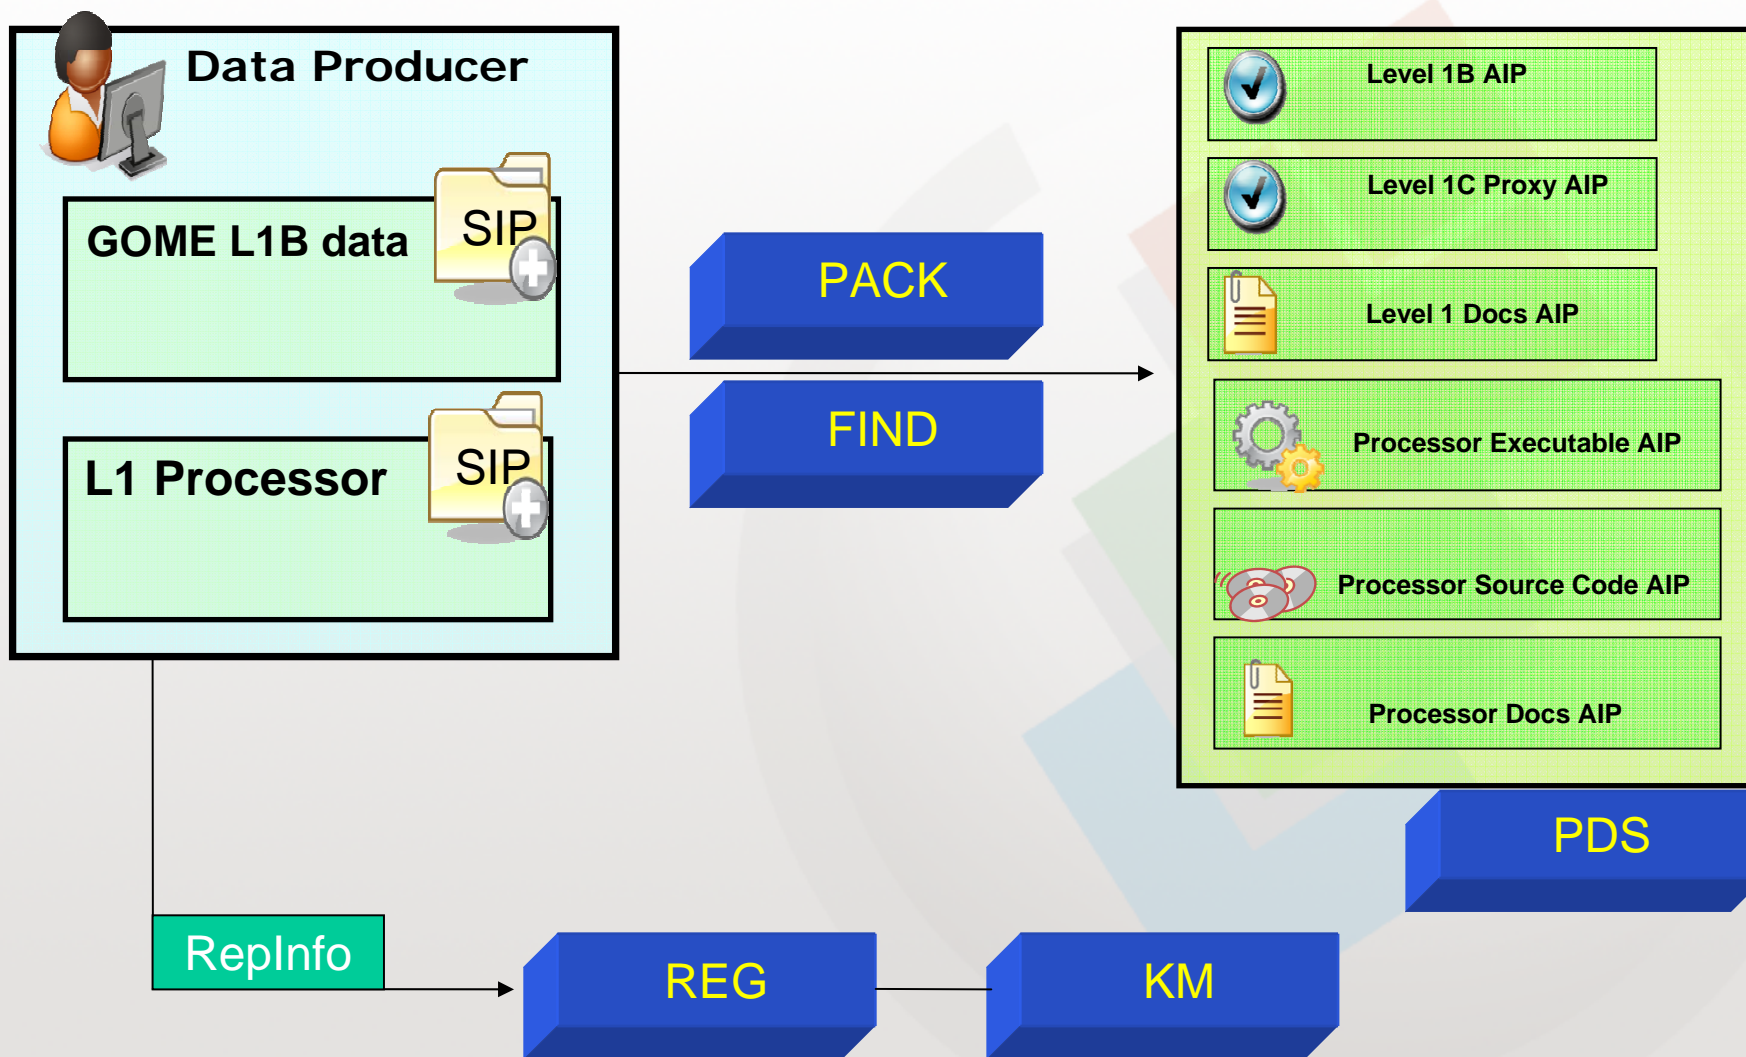 Data Producer
GOME L1B data
SIP
L1 Processor
SIP
PACK
FIND
Level 1B AIP
Level 1C Proxy AIP
Level 1 Docs AIP
Processor Executable AIP
Processor Source Code AIP
Processor Docs AIP
PDS
RepInfo
REG
KM